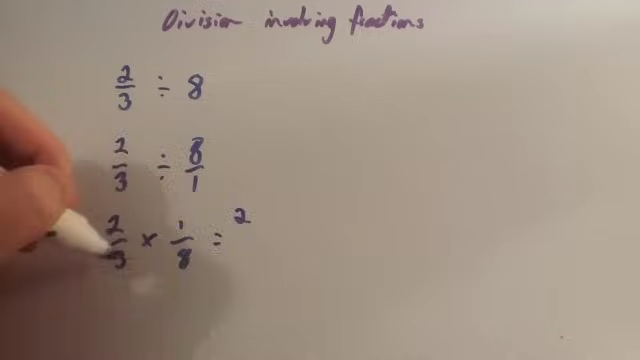 Division involving fractions
2/3 ÷ 8
2/3 ÷ 8/1
2/3 × 1/8 = 2